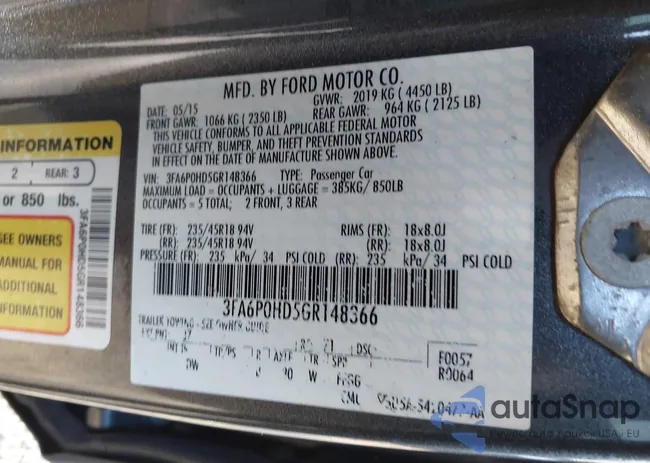 MFD. BY FORD MOTOR CO.
DATE: 05/15 GVWR: 2019 KG ( 4450 LB)
FRONT GAWR: 1066 KG ( 2350 LB) REAR GAWR: 964 KG ( 2125 LB)
THIS VEHICLE CONFORMS TO ALL APPLICABLE FEDERAL MOTOR
VEHICLE SAFETY, BUMPER, AND THEFT PREVENTION STANDARDS
IN EFFECT ON THE DATE OF MANUFACTURE SHOWN ABOVE.
VIN: 3FA6P0HD5GR148366 TYPE: Passenger Car
MAXIMUM LOAD = OCCUPANTS + LUGGAGE = 385KG/850LB
OCCUPANTS = 5 TOTAL; 2 FRONT, 3 REAR
TIRE (FR): 235/45R18 94V RIMS (FR): 18x8.0J
(RR): 235/45R18 94V (RR): 18x8.0J
PRESSURE (FR): 235 kPa/ 34 PSI COLD (RR): 235 kPa/ 34 PSI COLD
3FA6P0HD5GR148366
TRAILER TOWING - SEE OWNER GUIDE
F0057
R0064
INFORMATION
2 REAR: 3
or 850 lbs.
SEE OWNERS
MANUAL FOR
ADDITIONAL
INFORMATION
3FA6P0HD5GR148366
autoSnap